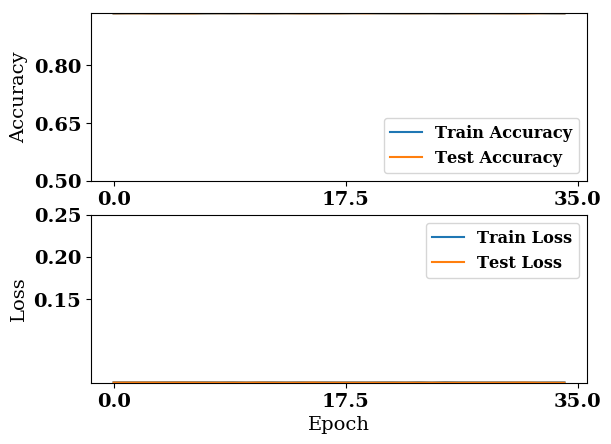 Accuracy
0.80
0.65
0.50
Train Accuracy
Test Accuracy
0.0 17.5 35.0
Loss
0.25
0.20
0.15
Train Loss
Test Loss
0.0 17.5 35.0
Epoch